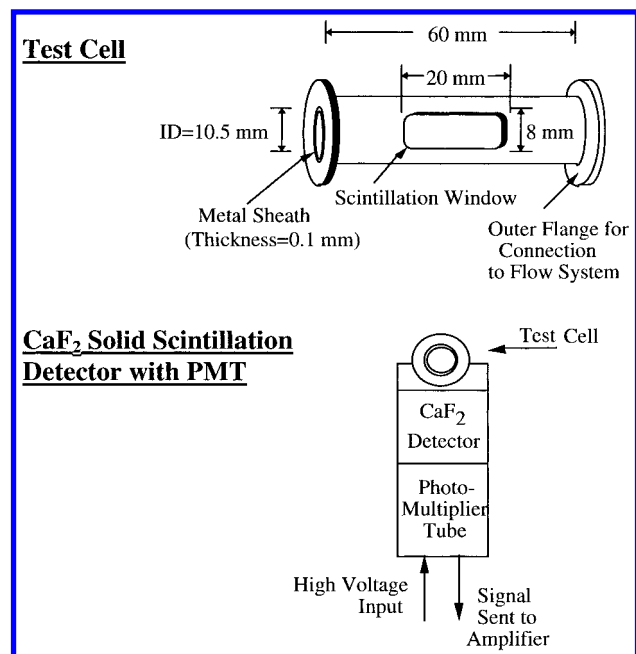 Test Cell
60 mm
20 mm
ID=10.5 mm
8 mm
Scintillation Window
Metal Sheath
(Thickness=0.1 mm)
Outer Flange for
Connection
to Flow System
CaF₂ Solid Scintillation
Detector with PMT
Test Cell
CaF₂
Detector
Photo-
Multiplier
Tube
High Voltage
Input
Signal
Sent to
Amplifier